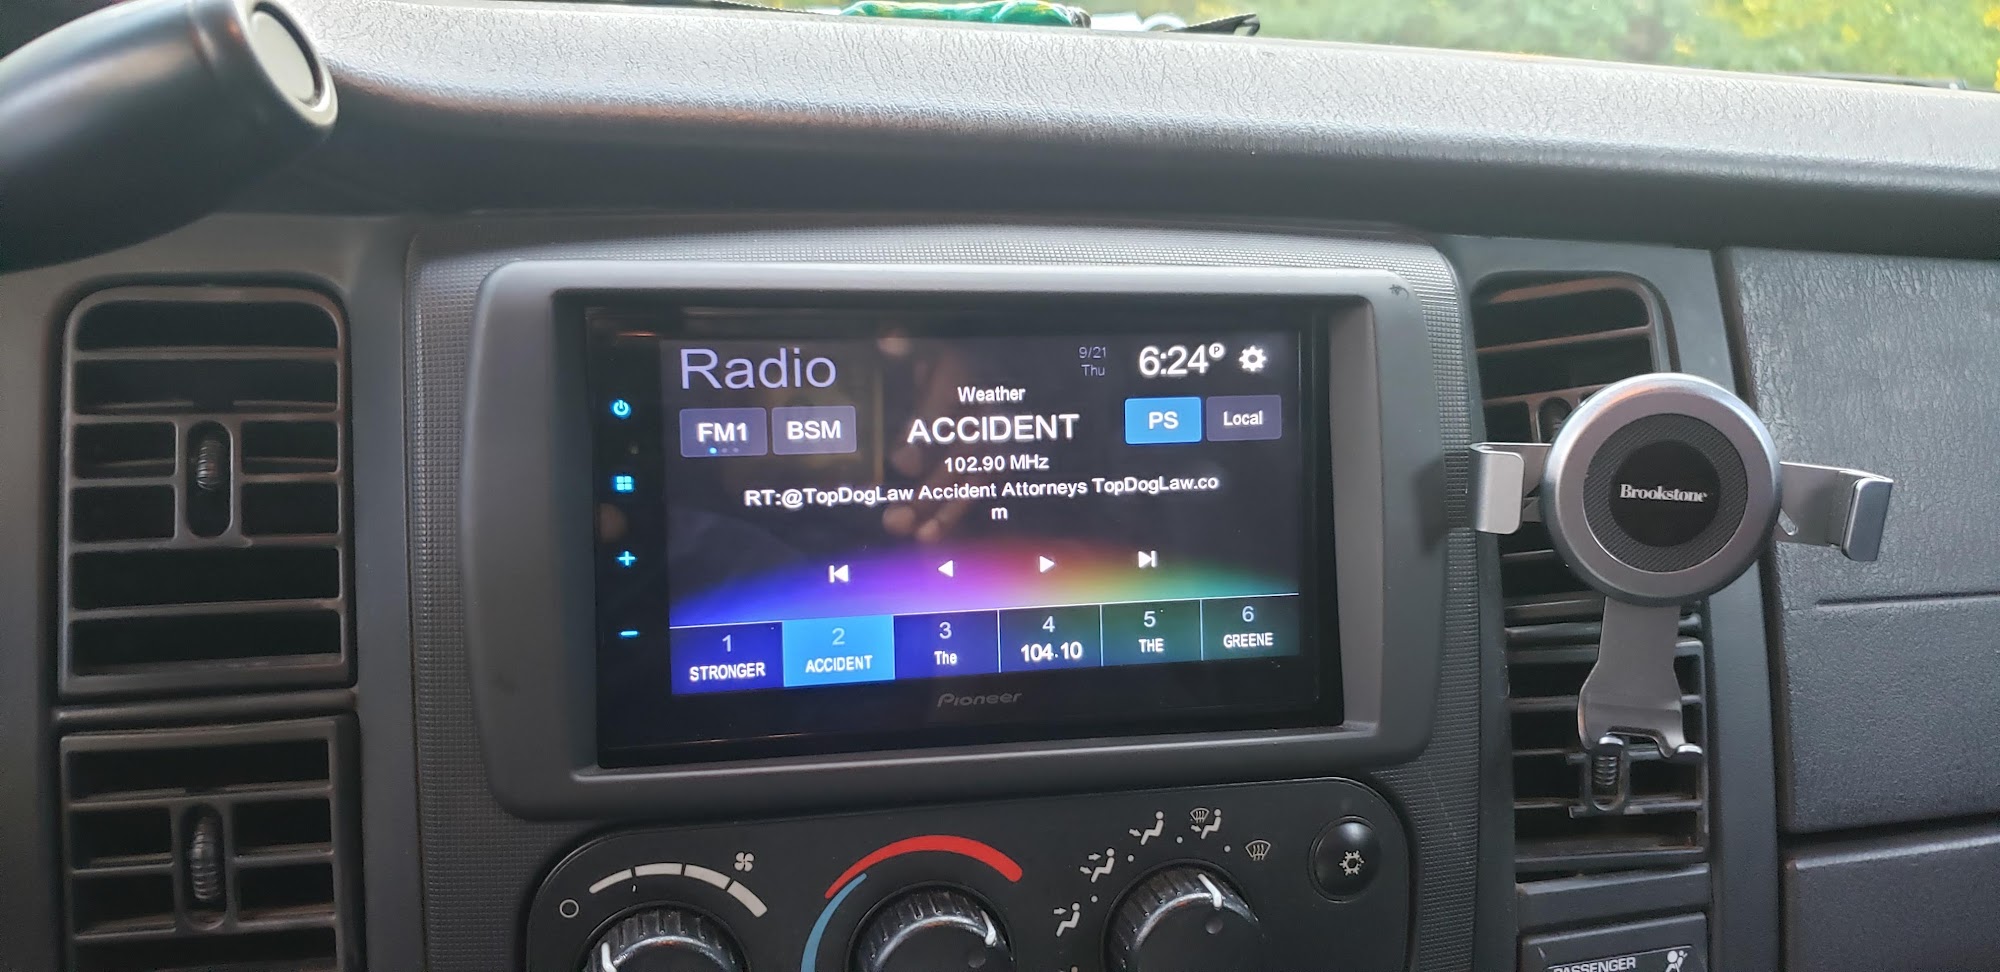 Radio
9/21
Thu
6:24P
Weather
FM1
BSM
ACCIDENT
PS
Local
102.90 MHz
RT:@TopDogLaw Accident Attorneys TopDogLaw.co
m
1
2
3
4
5
6
STRONGER
ACCIDENT
The
104.10
THE
GREENE
Pioneer
Brookstone
PASSENGER